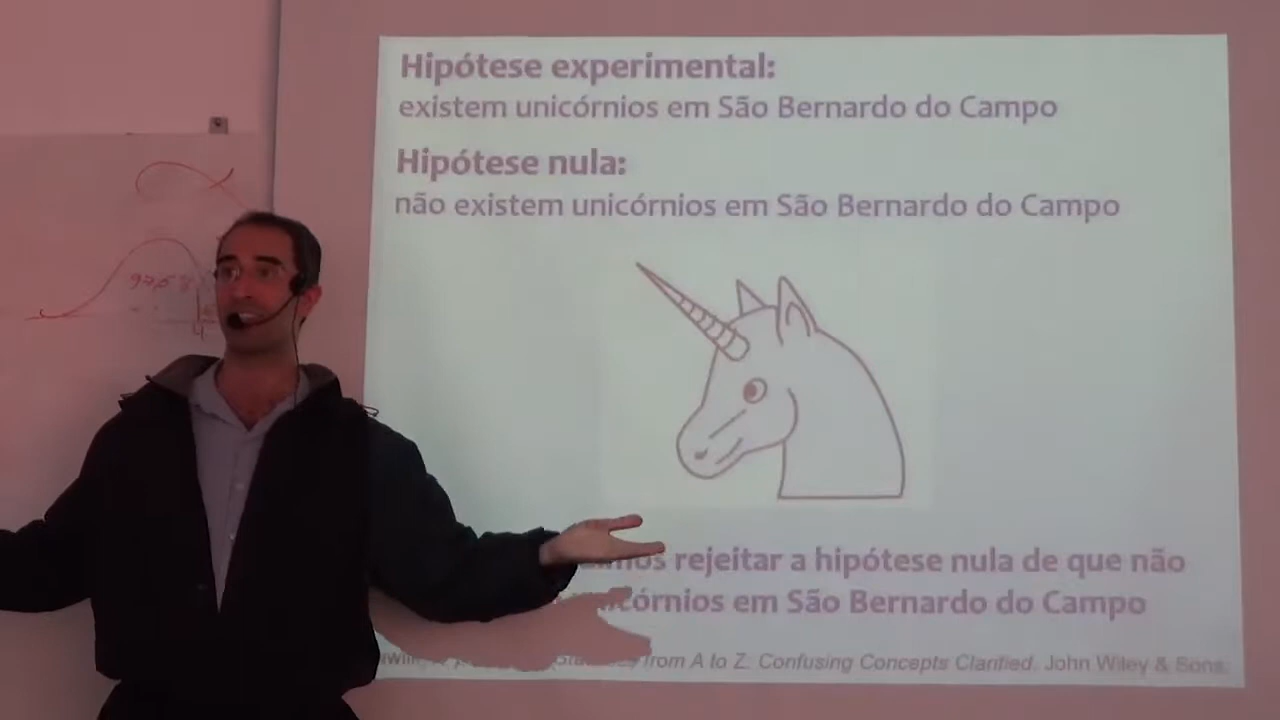 Hipótese experimental:
existem unicórnios em São Bernardo do Campo
Hipótese nula:
não existem unicórnios em São Bernardo do Campo
rejeitar a hipótese nula de que não
em São Bernardo do Campo
from A to Z: Confusing Concepts Clarified. John Wiley & Sons.